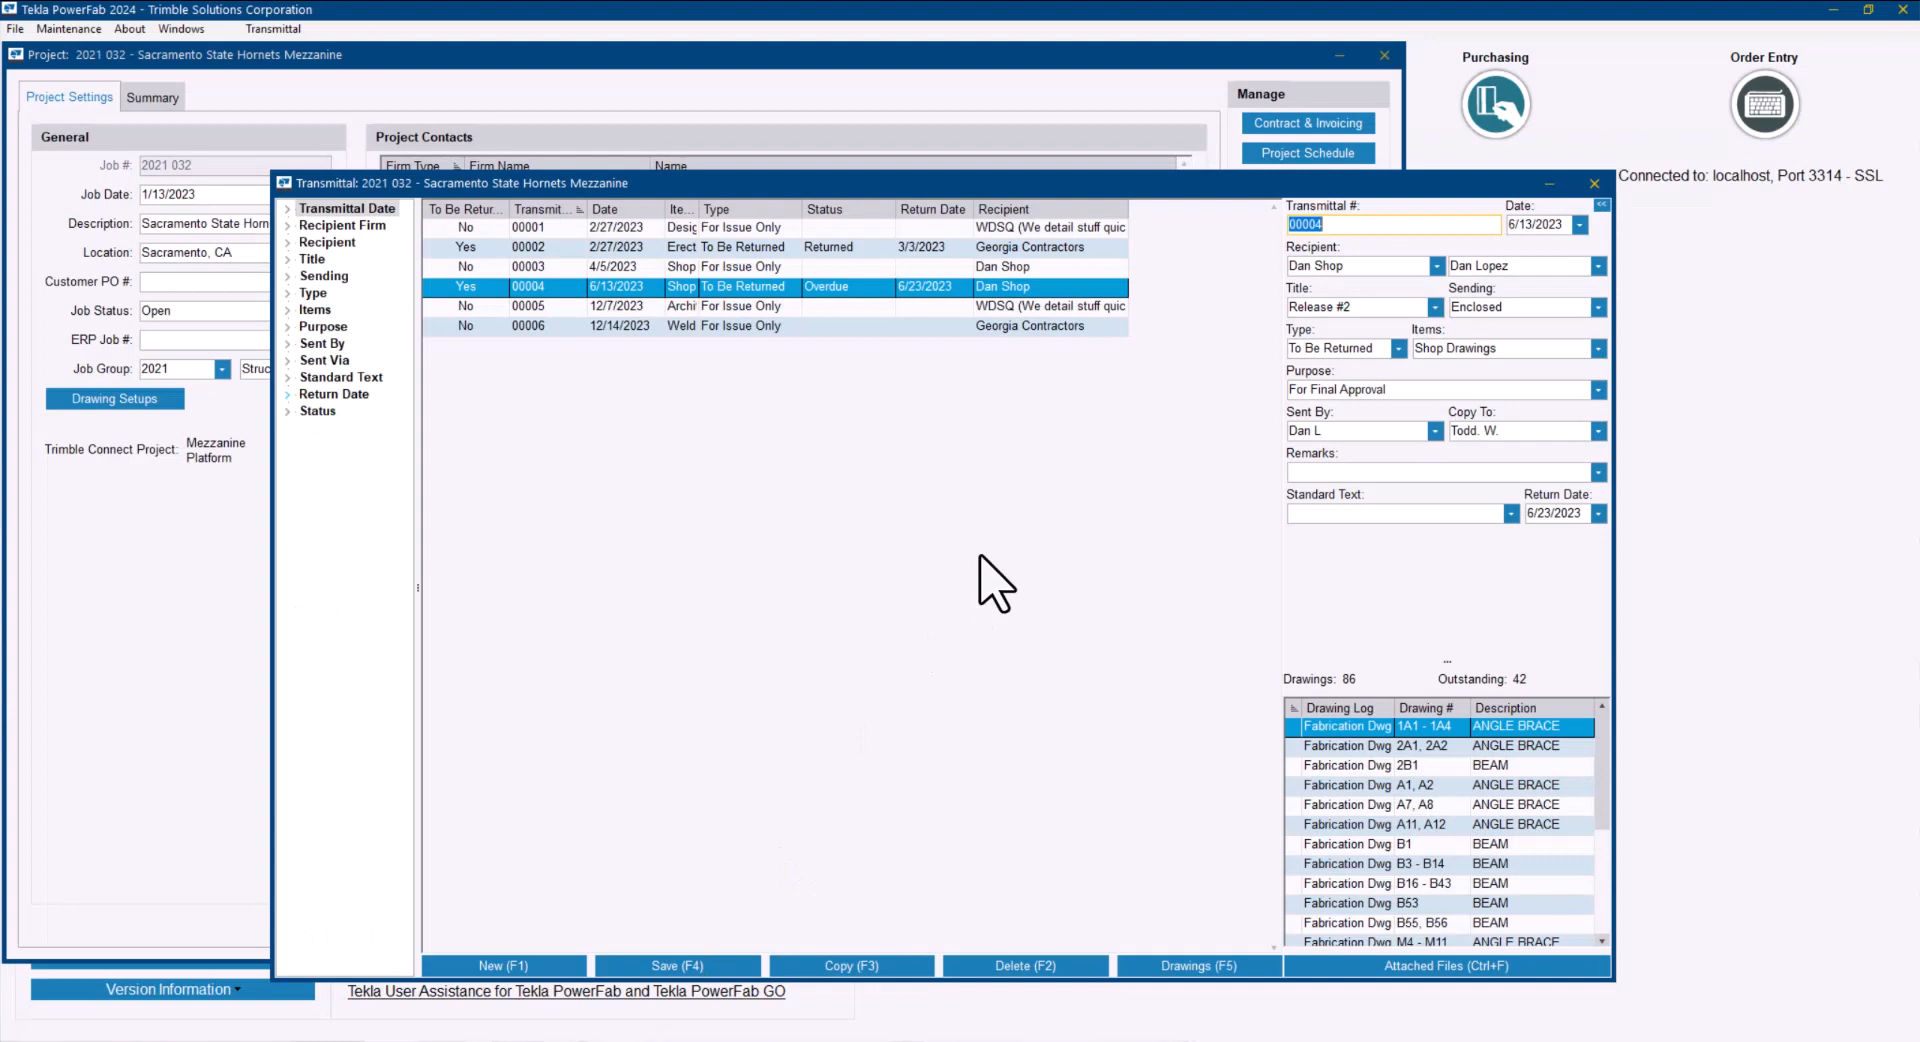 Tekla PowerFab 2024 - Trimble Solutions Corporation
File Maintenance About Windows Transmittal
Project: 2021 032 - Sacramento State Hornets Mezzanine
Purchasing
Order Entry
Connected to: localhost, Port 3314 - SSL
Project Settings Summary
General
Job #: 2021 032
Job Date: 1/13/2023
Description: Sacramento State Horn
Location: Sacramento, CA
Customer PO #:
Job Status: Open
ERP Job #:
Job Group: 2021 Struc
Drawing Setups
Trimble Connect Project: Mezzanine
Platform
Project Contacts
Firm Type Firm Name Name
Manage
Contract & Invoicing
Project Schedule
Transmittal: 2021 032 - Sacramento State Hornets Mezzanine
Transmittal Date
Recipient Firm
Recipient
Title
Sending
Type
Items
Purpose
Sent By
Sent Via
Standard Text
Return Date
Status
To Be Retur... Transmit... Date Ite... Type Status Return Date Recipient
No 00001 2/27/2023 Desig For Issue Only WDSQ (We detail stuff quic
Yes 00002 2/27/2023 Erect To Be Returned Returned 3/3/2023 Georgia Contractors
No 00003 4/5/2023 Shop For Issue Only Dan Shop
Yes 00004 6/13/2023 Shop To Be Returned Overdue 6/23/2023 Dan Shop
No 00005 12/7/2023 Archi For Issue Only WDSQ (We detail stuff quic
No 00006 12/14/2023 Weld For Issue Only Georgia Contractors
Transmittal #: Date:
00004 6/13/2023
Recipient:
Dan Shop Dan Lopez
Title: Sending:
Release #2 Enclosed
Type: Items:
To Be Returned Shop Drawings
Purpose:
For Final Approval
Sent By: Copy To:
Dan L Todd. W.
Remarks:
Standard Text: Return Date:
6/23/2023
...
Drawings: 86 Outstanding: 42
Drawing Log Drawing # Description
Fabrication Dwg 1A1 - 1A4 ANGLE BRACE
Fabrication Dwg 2A1, 2A2 ANGLE BRACE
Fabrication Dwg 2B1 BEAM
Fabrication Dwg A1, A2 ANGLE BRACE
Fabrication Dwg A7, A8 ANGLE BRACE
Fabrication Dwg A11, A12 ANGLE BRACE
Fabrication Dwg B1 BEAM
Fabrication Dwg B3 - B14 BEAM
Fabrication Dwg B16 - B43 BEAM
Fabrication Dwg B53 BEAM
Fabrication Dwg B55, B56 BEAM
Fabrication Dwg M4 - M11 ANGLE BRACE
New (F1) Save (F4) Copy (F3) Delete (F2) Drawings (F5) Attached Files (Ctrl+F)
Version Information
Tekla User Assistance for Tekla PowerFab and Tekla PowerFab GO